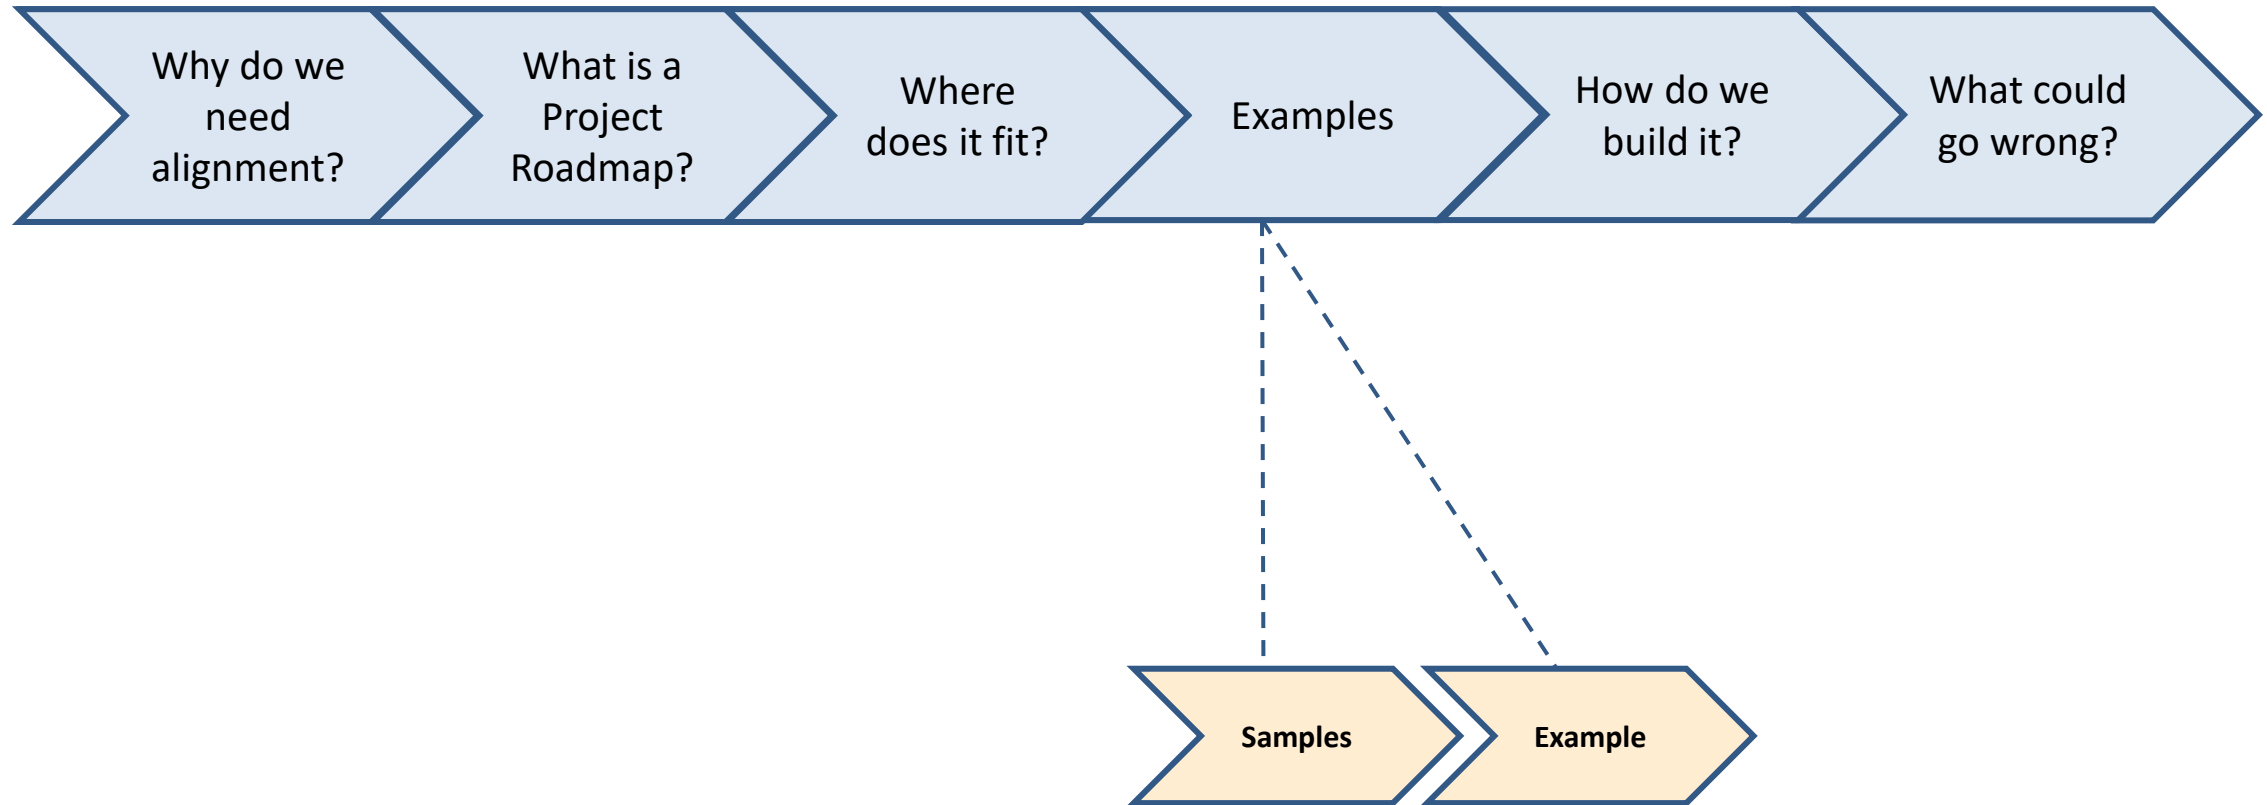 Why do we
need
alignment?
What is a
Project
Roadmap?
Where
does it fit?
Examples
How do we
build it?
What could
go wrong?
Samples
Example